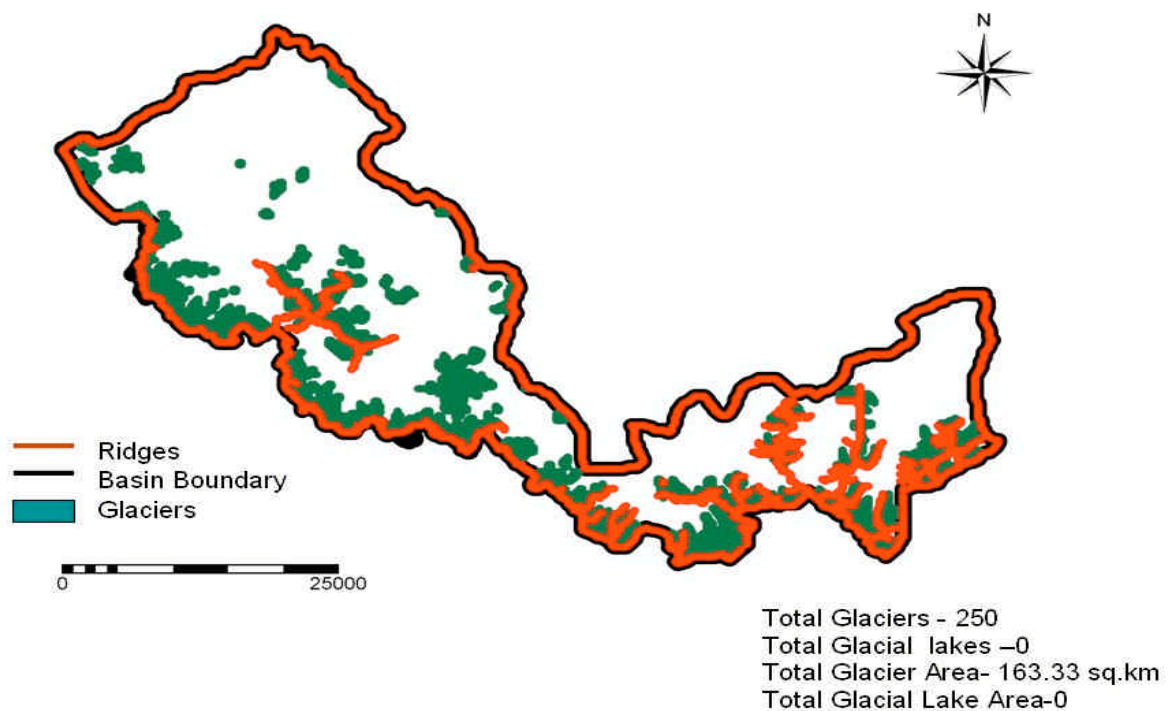 N
Ridges
Basin Boundary
Glaciers
0 25000
Total Glaciers - 250
Total Glacial lakes –0
Total Glacier Area- 163.33 sq.km
Total Glacial Lake Area-0